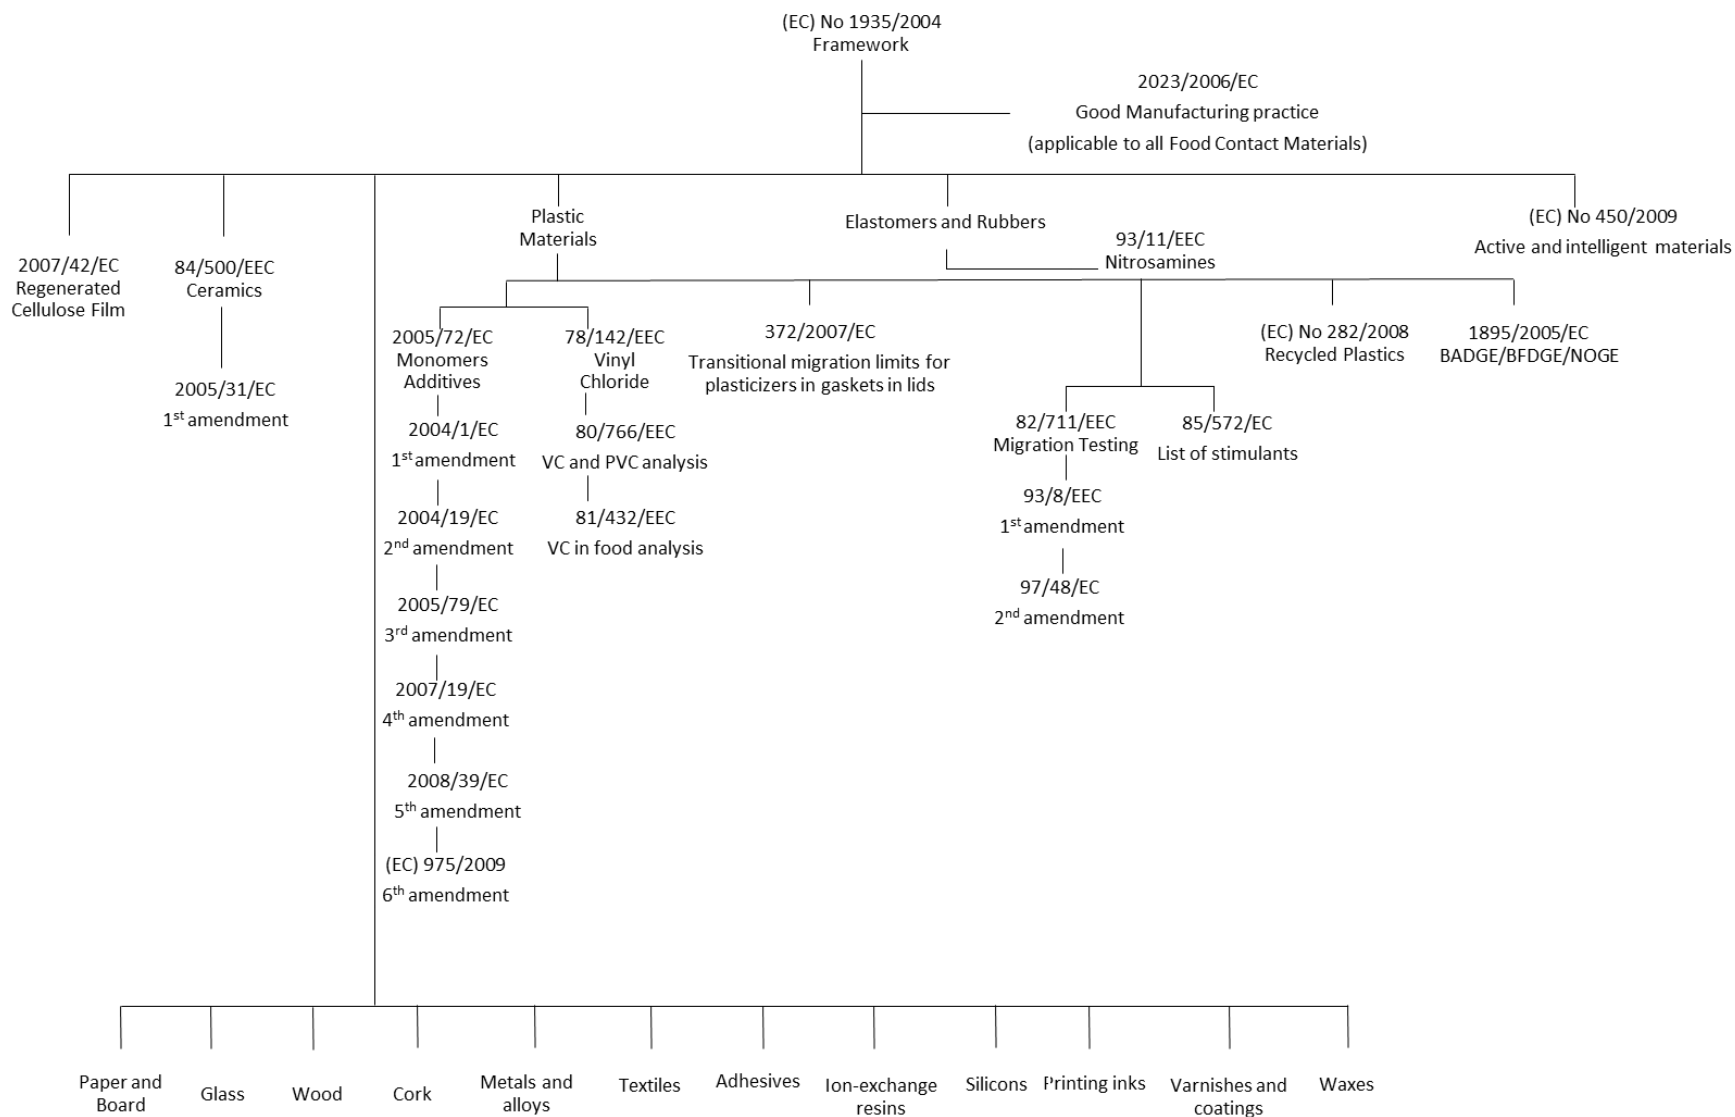 (EC) No 1935/2004
Framework
2023/2006/EC
Good Manufacturing practice
(applicable to all Food Contact Materials)
2007/42/EC
Regenerated
Cellulose Film
84/500/EEC
Ceramics
2005/31/EC
1st amendment
Plastic
Materials
Elastomers and Rubbers
93/11/EEC
Nitrosamines
(EC) No 450/2009
Active and intelligent materials
2005/72/EC
Monomers
Additives
2004/1/EC
1st amendment
2004/19/EC
2nd amendment
2005/79/EC
3rd amendment
2007/19/EC
4th amendment
2008/39/EC
5th amendment
(EC) 975/2009
6th amendment
78/142/EEC
Vinyl
Chloride
80/766/EEC
VC and PVC analysis
81/432/EEC
VC in food analysis
372/2007/EC
Transitional migration limits for
plasticizers in gaskets in lids
82/711/EEC
Migration Testing
93/8/EEC
1st amendment
97/48/EC
2nd amendment
85/572/EC
List of stimulants
(EC) No 282/2008
Recycled Plastics
1895/2005/EC
BADGE/BFDGE/NOGE
Paper and
Board
Glass
Wood
Cork
Metals and
alloys
Textiles
Adhesives
Ion-exchange
resins
Silicons
Printing inks
Varnishes and
coatings
Waxes